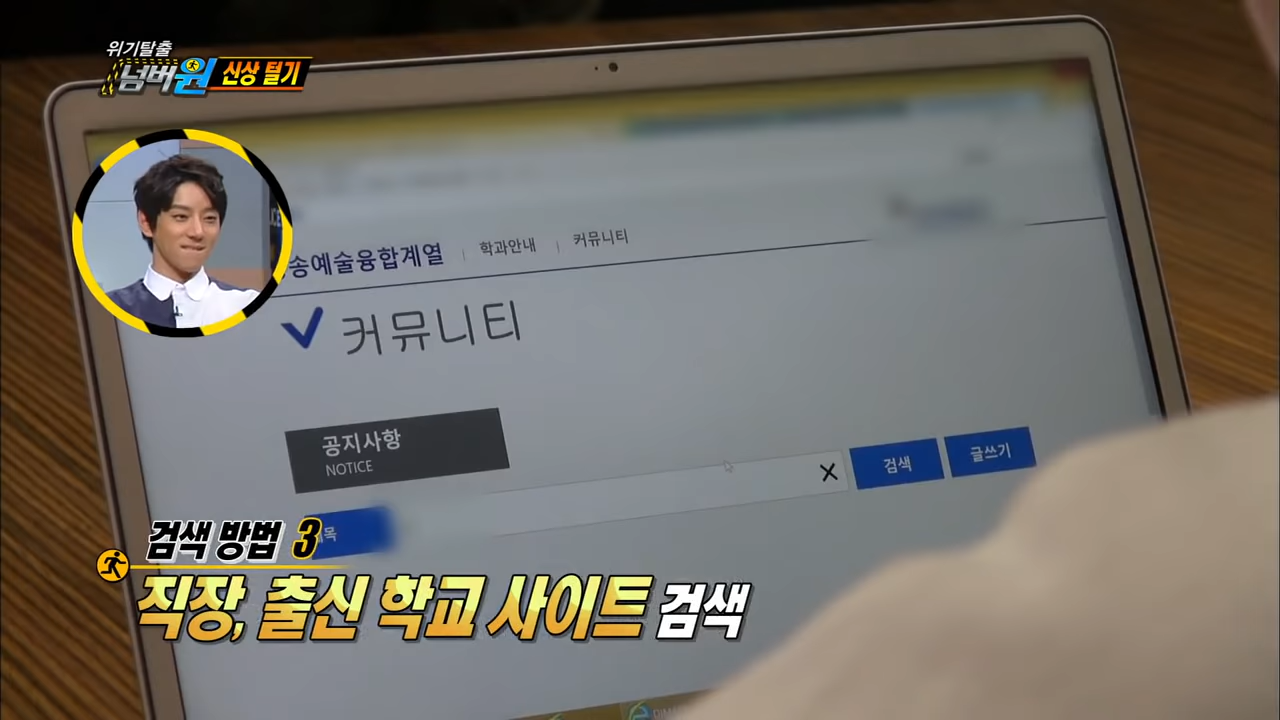 위기탈출
넘버원 신상 털기
송예술융합계열 학과안내 커뮤니티
커뮤니티
공지사항
NOTICE
검색 글쓰기
목
검색 방법 3
직장, 출신 학교 사이트 검색